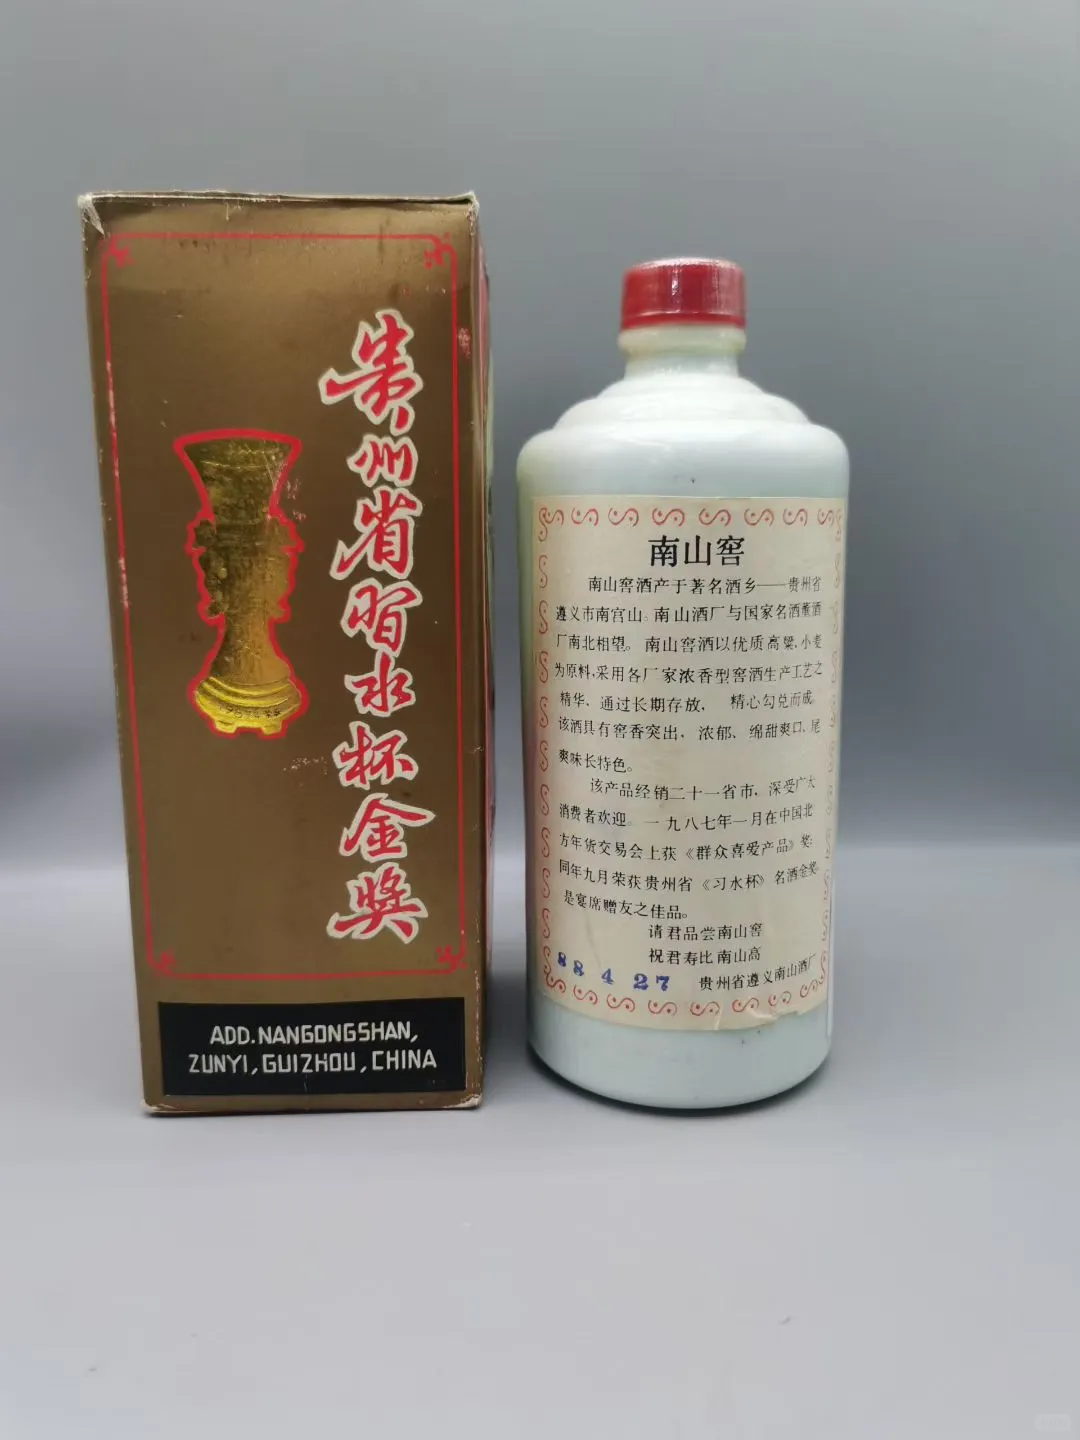 贵州省习水杯金奖
ADD.NANGONGSHAN,
ZUNYI,GUIZHOU,CHINA
南山窖
南山窖酒产于著名酒乡——贵州省
遵义市南宫山。南山酒厂与国家名酒董酒
厂南北相望。南山窖酒以优质高粱、小麦
为原料，采用各厂家浓香型窖酒生产工艺之
精华、通过长期存放，精心勾兑而成。
该酒具有窖香突出，浓郁、绵甜爽口、尾
爽味长特色。
该产品经销二十一省市，深受广大
消费者欢迎。一九八七年一月在中国北
方年货交易会上获《群众喜爱产品》奖；
同年九月荣获贵州省《习水杯》名酒金奖。
是宴席赠友之佳品。
请君品尝南山窖
祝君寿比南山高
88 4 27
贵州省遵义南山酒厂